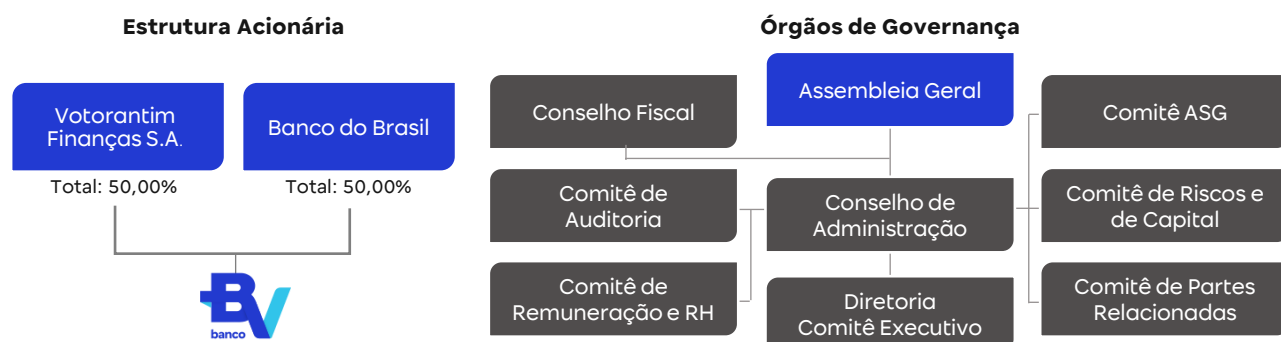 Estrutura Acionária
Votorantim
Finanças S.A.
Total: 50,00%
Banco do Brasil
Total: 50,00%
BV
banco
Órgãos de Governança
Conselho Fiscal
Assembleia Geral
Comitê ASG
Comitê de
Auditoria
Conselho de
Administração
Comitê de Riscos e
de Capital
Comitê de
Remuneração e RH
Diretoria
Comitê Executivo
Comitê de Partes
Relacionadas